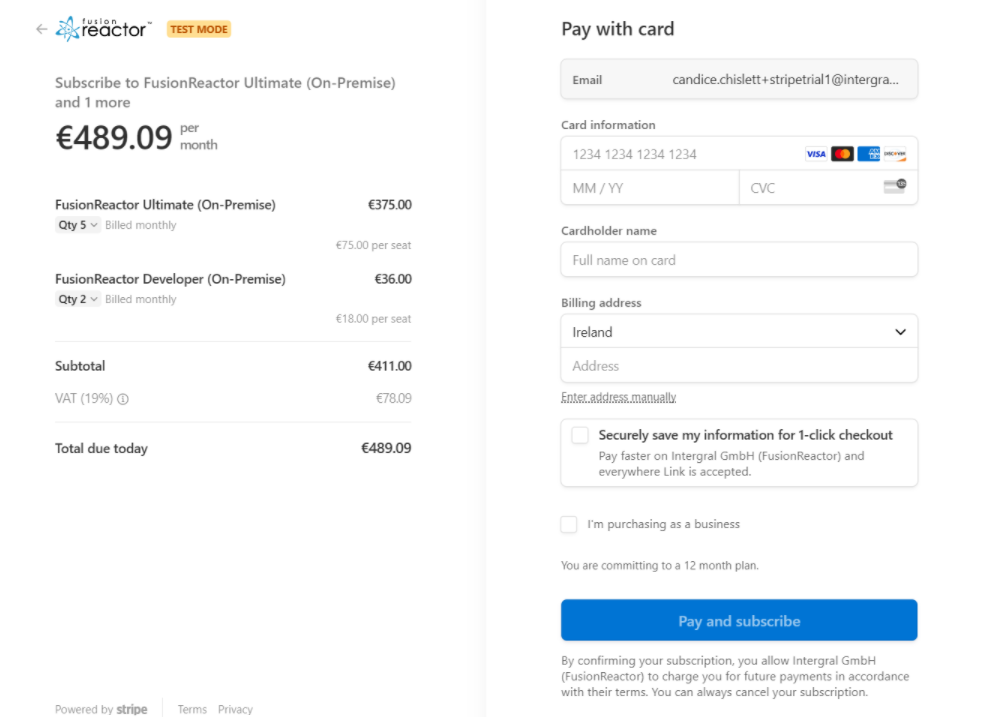 fusion
reactor™ TEST MODE
Subscribe to FusionReactor Ultimate (On-Premise)
and 1 more
€489.09 per
month
FusionReactor Ultimate (On-Premise) €375.00
Qty 5 Billed monthly
€75.00 per seat
FusionReactor Developer (On-Premise) €36.00
Qty 2 Billed monthly
€18.00 per seat
Subtotal €411.00
VAT (19%) €78.09
Total due today €489.09
Powered by stripe Terms Privacy
Pay with card
Email candice.chislett+stripetrial1@intergra...
Card information
1234 1234 1234 1234 VISA
MM / YY CVC
Cardholder name
Full name on card
Billing address
Ireland
Address
Enter address manually
Securely save my information for 1-click checkout
Pay faster on Intergral GmbH (FusionReactor) and
everywhere Link is accepted.
I'm purchasing as a business
You are committing to a 12 month plan.
Pay and subscribe
By confirming your subscription, you allow Intergral GmbH
(FusionReactor) to charge you for future payments in accordance
with their terms. You can always cancel your subscription.